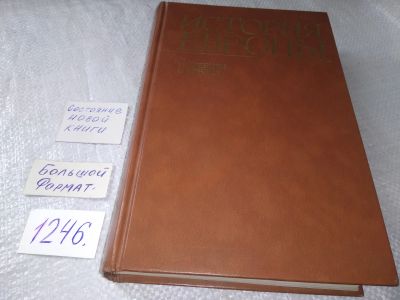 ИСТОРИЯ
ЕВРОПЫ
Состояние
новой
книги
Большой
Формат.
1246.